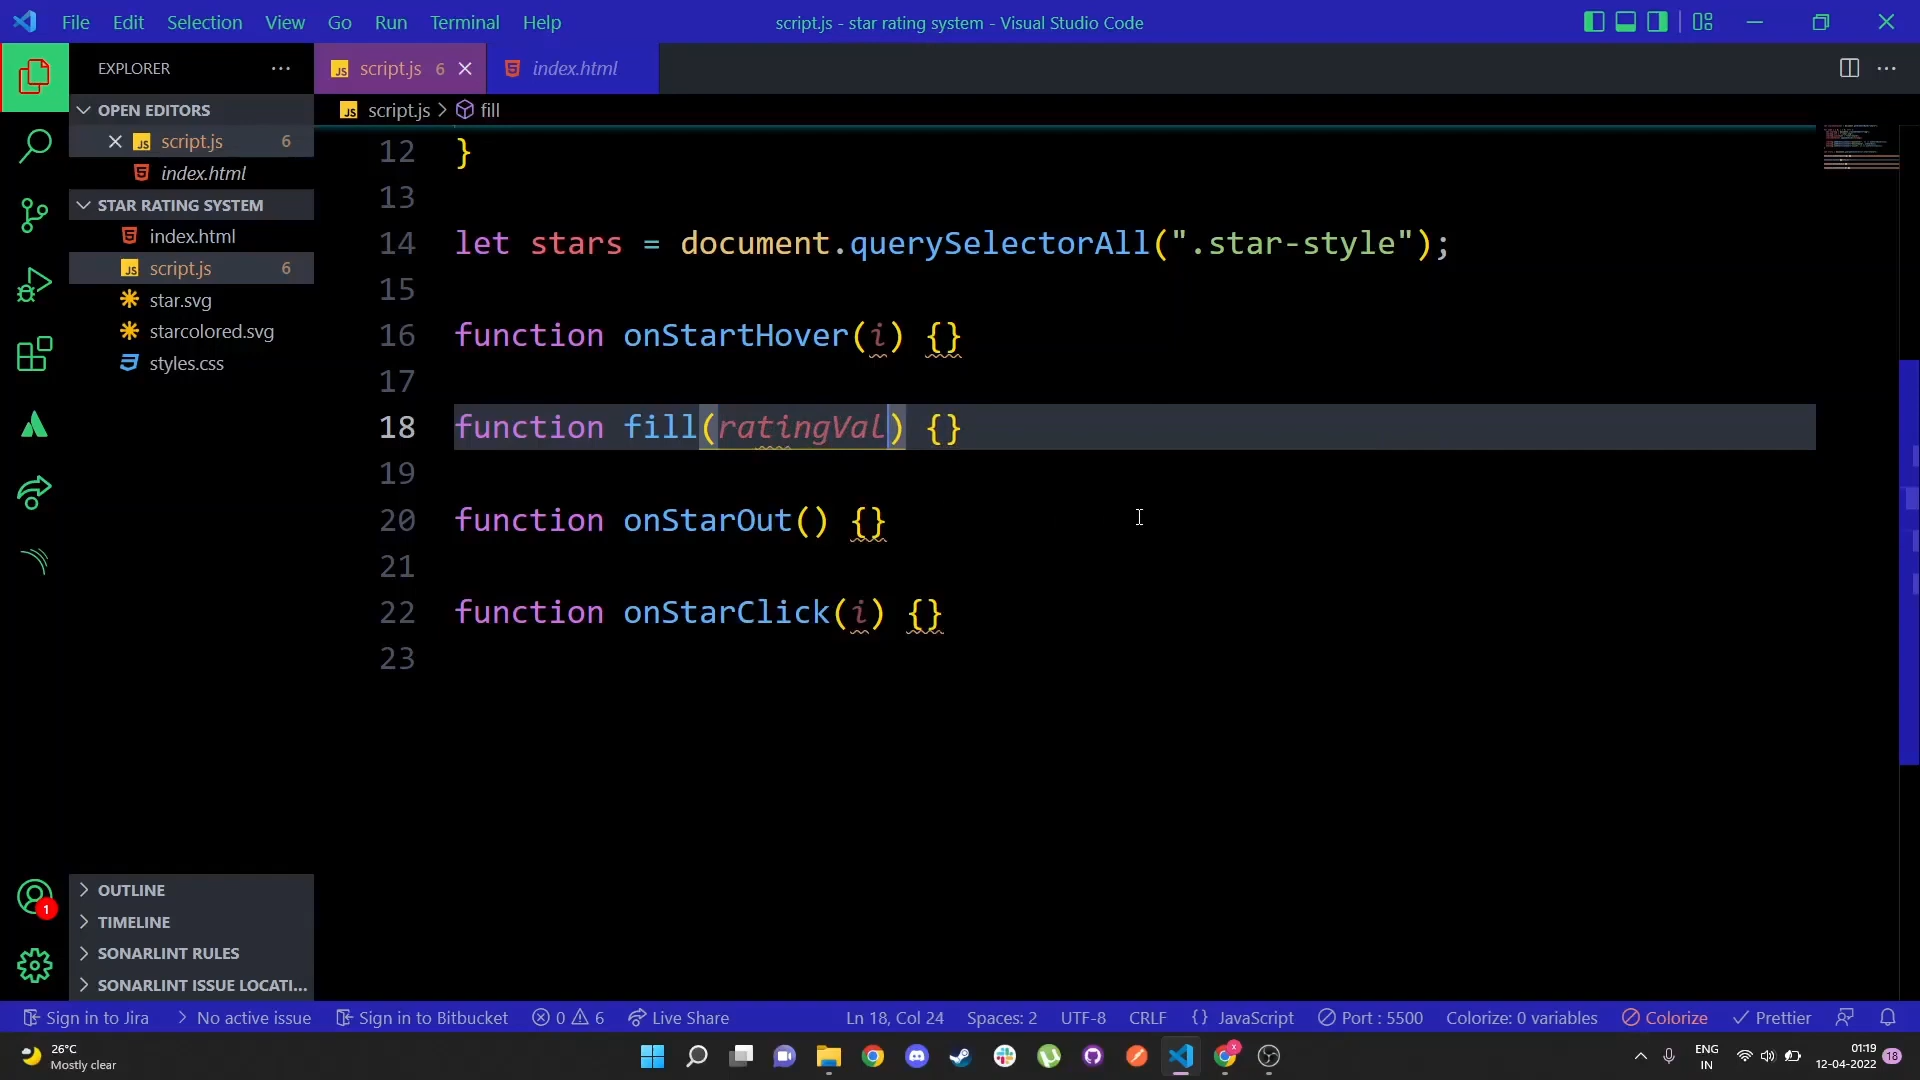 File Edit Selection View Go Run Terminal Help
script.js - star rating system - Visual Studio Code
EXPLORER
script.js 6
index.html
OPEN EDITORS
script.js > fill
script.js 6
index.html
STAR RATING SYSTEM
index.html
script.js 6
star.svg
starcolored.svg
styles.css
12 }
13
14 let stars = document.querySelectorAll(".star-style");
15
16 function onStartHover(i) {}
17
18 function fill(ratingVal) {}
19
20 function onStarOut() {}
21
22 function onStarClick(i) {}
23
1
OUTLINE
TIMELINE
SONARLINT RULES
SONARLINT ISSUE LOCATI...
Sign in to Jira No active issue Sign in to Bitbucket 0 6 Live Share Ln 18, Col 24 Spaces: 2 UTF-8 CRLF {} JavaScript Port : 5500 Colorize: 0 variables Colorize Prettier
26°C
Mostly clear
ENG
IN
01:19
12-04-2022
18